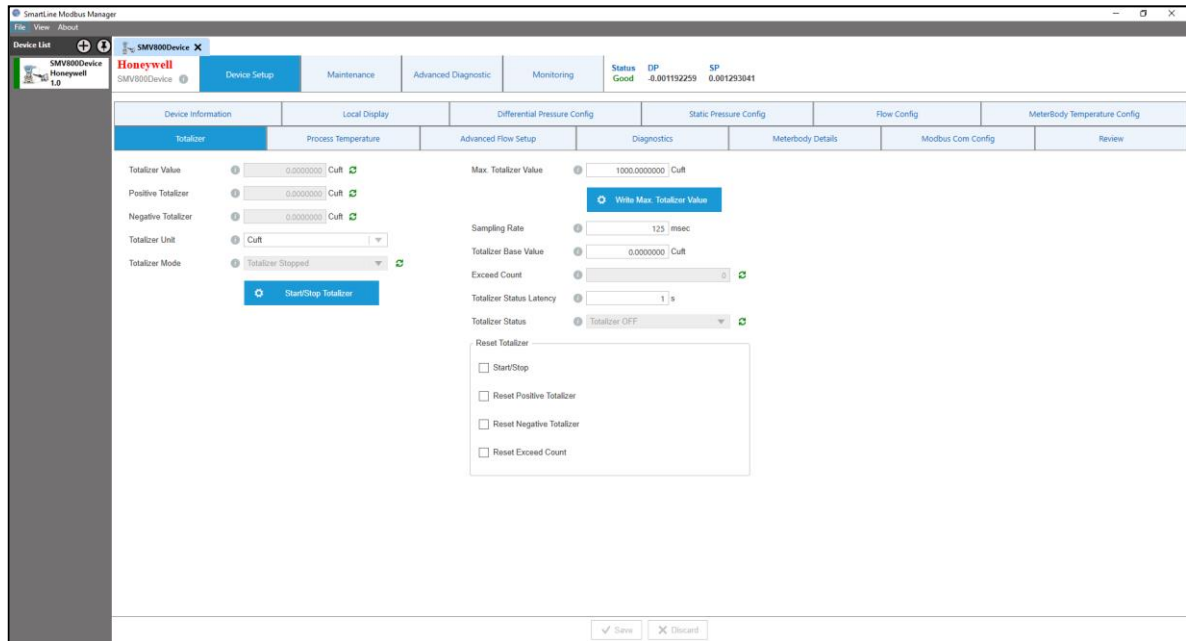 SmartLine Modbus Manager
File View About
Device List
SMV800Device
Honeywell
1.0
SMV800Device
Honeywell
SMV800Device
Device Setup
Maintenance
Advanced Diagnostic
Monitoring
Status DP SP
Good -0.001192259 0.001293041
Device Information
Local Display
Differential Pressure Config
Static Pressure Config
Flow Config
MeterBody Temperature Config
Totalizer
Process Temperature
Advanced Flow Setup
Diagnostics
Meterbody Details
Modbus Com Config
Review
Totalizer Value 0.0000000 Cuft
Positive Totalizer 0.0000000 Cuft
Negative Totalizer 0.0000000 Cuft
Totalizer Unit Cuft
Totalizer Mode Totalizer Stopped
Start/Stop Totalizer
Max. Totalizer Value 1000.0000000 Cuft
Write Max. Totalizer Value
Sampling Rate 125 msec
Totalizer Base Value 0.0000000 Cuft
Exceed Count 0
Totalizer Status Latency 1 s
Totalizer Status Totalizer OFF
Reset Totalizer
Start/Stop
Reset Positive Totalizer
Reset Negative Totalizer
Reset Exceed Count
Save
Discard